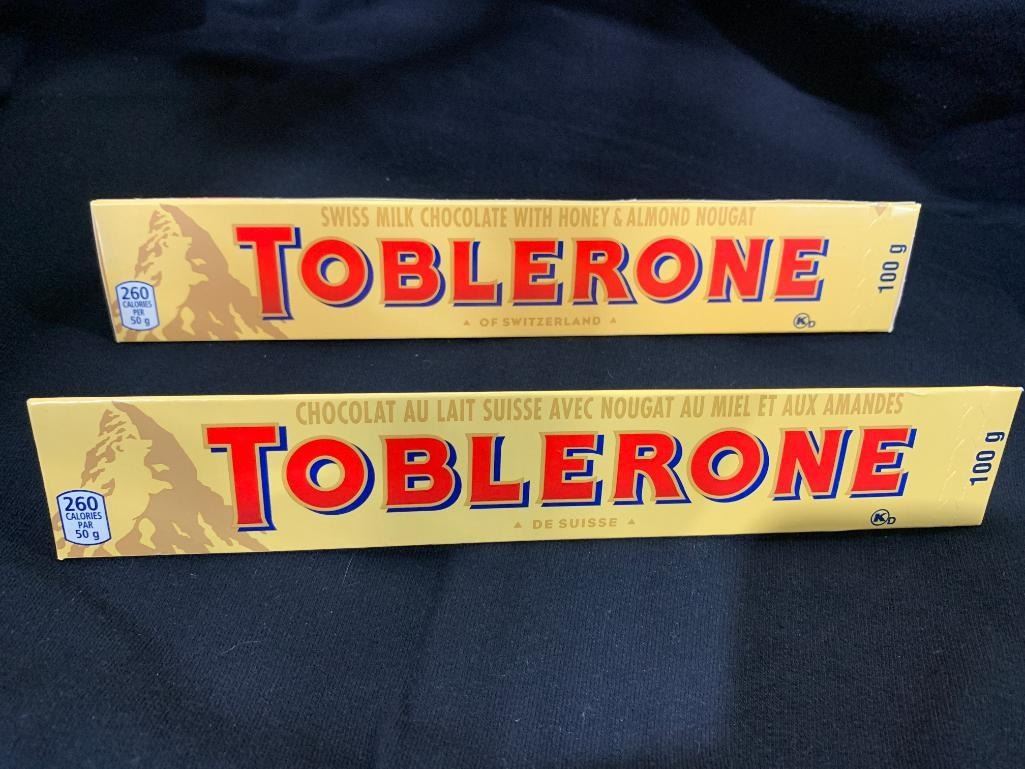 SWISS MILK CHOCOLATE WITH HONEY & ALMOND NOUGAT
TOBLERONE
OF SWITZERLAND
260
CALORIES
PER
50 g
100 g
K D
CHOCOLAT AU LAIT SUISSE AVEC NOUGAT AU MIEL ET AUX AMANDES
TOBLERONE
DE SUISSE
260
CALORIES
PAR
50 g
100 g
K D